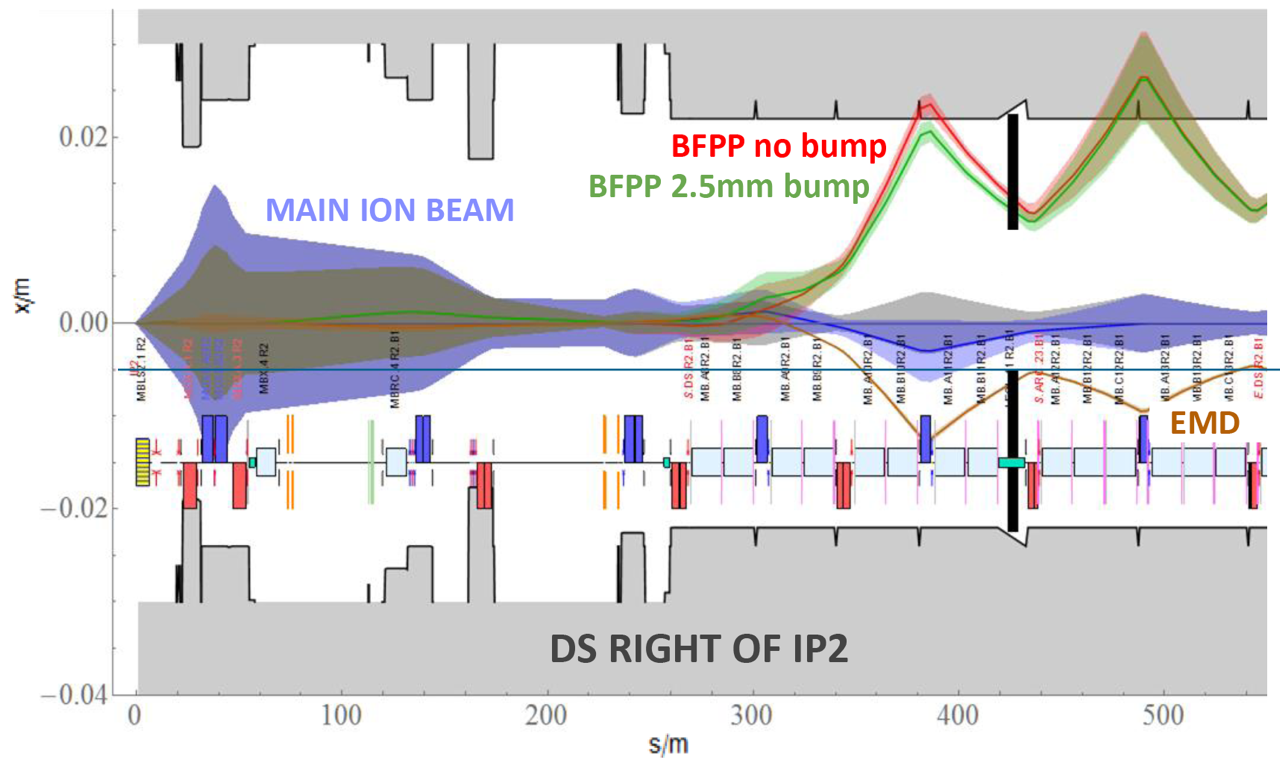 0.02
BFPP no bump
BFPP 2.5mm bump
MAIN ION BEAM
x/m
0.00
MBLS2.1.R2
MBX.4.R2
MBRC.4.R2.B1
S.DS.R2.B1
MB.A8R2.B1
MB.B8R2.B1
MB.A9R2.B1
MB.B9R2.B1
MB.A10R2.B1
MB.B10R2.B1
MB.A11R2.B1
MB.B11R2.B1
S.ARC.23.B1
MB.A12R2.B1
MB.B12R2.B1
MB.C12R2.B1
MB.A13R2.B1
MB.B13R2.B1
MB.C13R2.B1
E.DS.R2.B1
EMD
−0.02
DS RIGHT OF IP2
−0.04
0 100 200 300 400 500
s/m